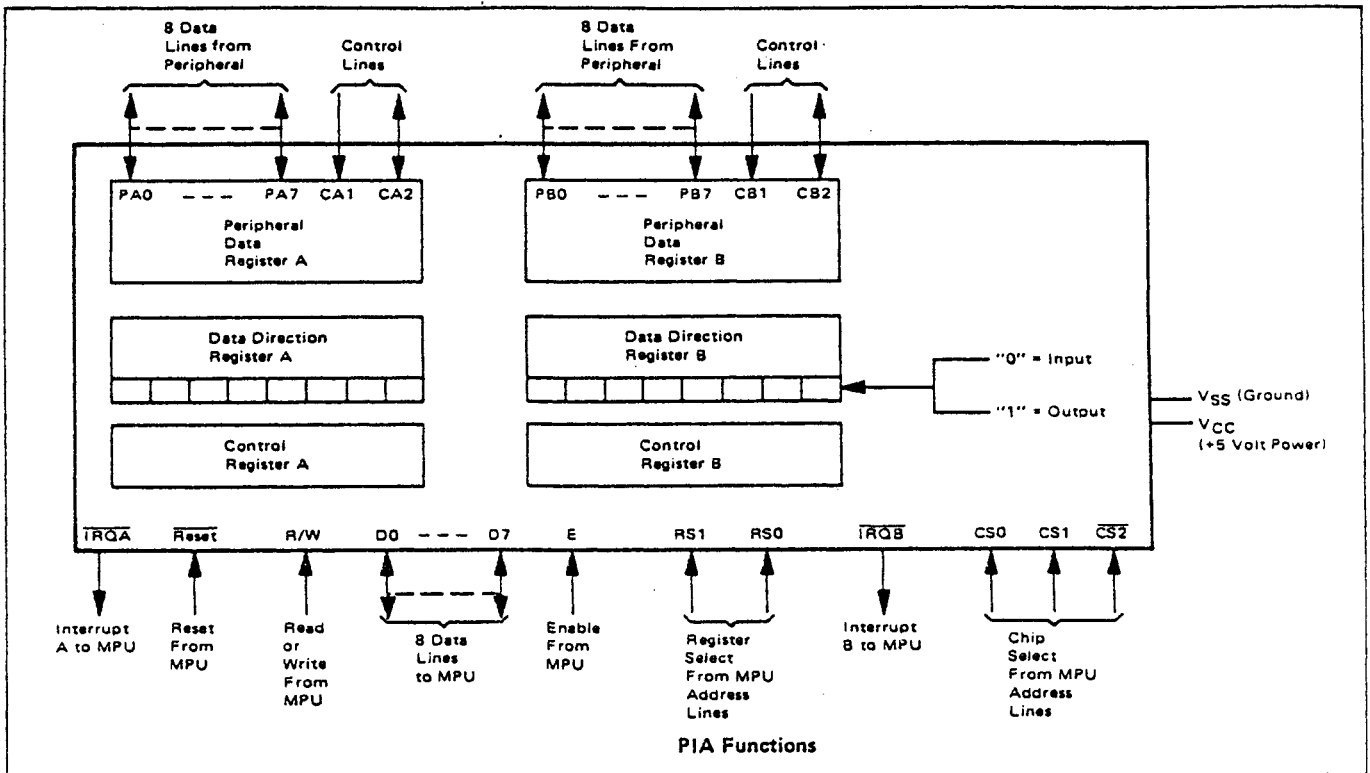 8 Data
Lines from
Peripheral
Control
Lines
8 Data
Lines From
Peripheral
Control
Lines
PA0 - - - PA7 CA1 CA2
PB0 - - - PB7 CB1 CB2
Peripheral
Data
Register A
Peripheral
Data
Register B
Data Direction
Register A
Data Direction
Register B
"0" = Input
"1" = Output
VSS (Ground)
VCC
(+5 Volt Power)
Control
Register A
Control
Register B
IRQA Reset R/W D0 - - - D7 E RS1 RS0 IRQB CS0 CS1 CS2
Interrupt
A to MPU
Reset
From
MPU
Read
or
Write
From
MPU
8 Data
Lines
to MPU
Enable
From
MPU
Register
Select
From MPU
Address
Lines
Interrupt
B to MPU
Chip
Select
From MPU
Address
Lines
PIA Functions